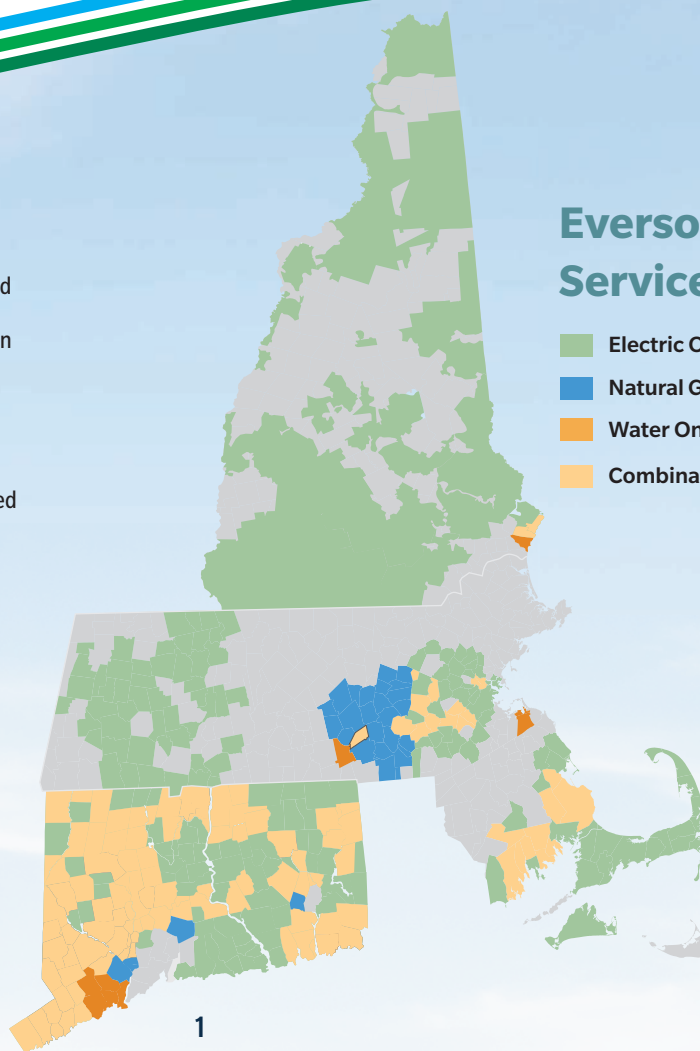 d
n
ed
Everso
Service
Electric O
Natural G
Water On
Combina
1